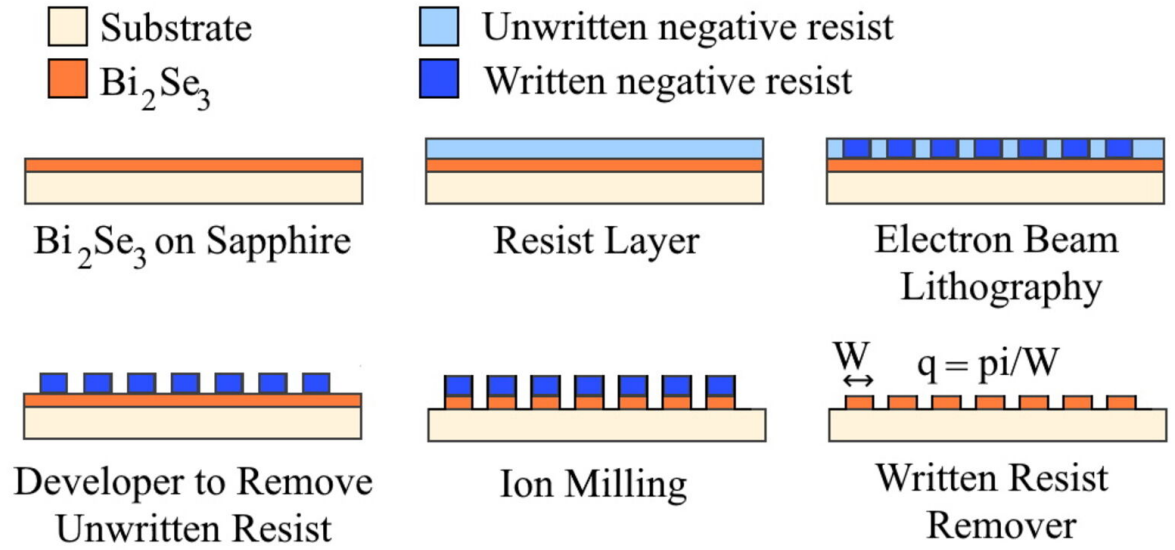 Substrate
Bi₂Se₃
Unwritten negative resist
Written negative resist
Bi₂Se₃ on Sapphire
Resist Layer
Electron Beam
Lithography
Developer to Remove
Unwritten Resist
Ion Milling
W
q = pi/W
Written Resist
Remover